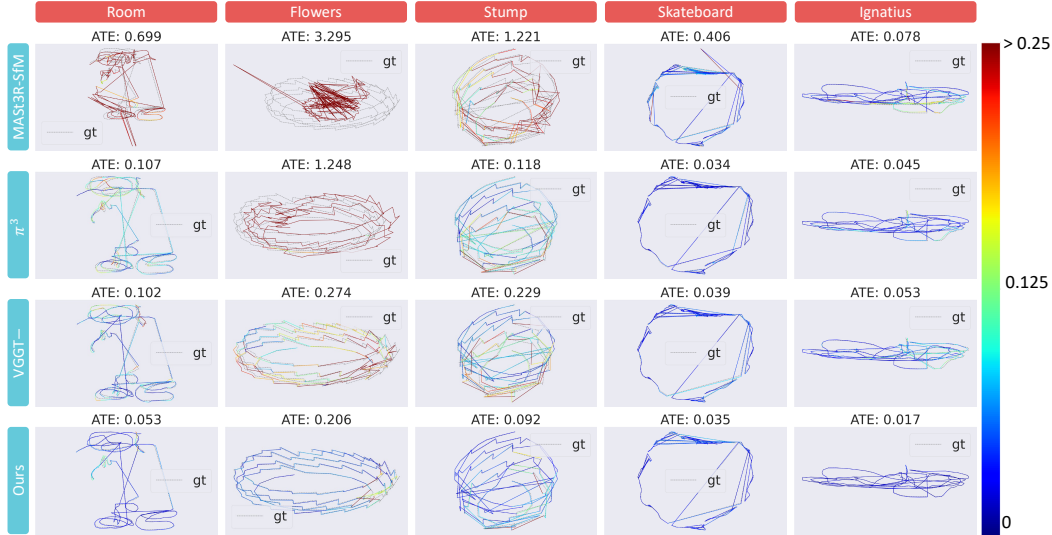 Room Flowers Stump Skateboard Ignatius
ATE: 0.699 ATE: 3.295 ATE: 1.221 ATE: 0.406 ATE: 0.078
> 0.25
MASt3R-SfM
gt gt gt gt gt
ATE: 0.107 ATE: 1.248 ATE: 0.118 ATE: 0.034 ATE: 0.045
π³
gt gt gt gt gt
0.125
ATE: 0.102 ATE: 0.274 ATE: 0.229 ATE: 0.039 ATE: 0.053
VGGT−
gt gt gt gt gt
ATE: 0.053 ATE: 0.206 ATE: 0.092 ATE: 0.035 ATE: 0.017
Ours
gt gt gt gt gt
0